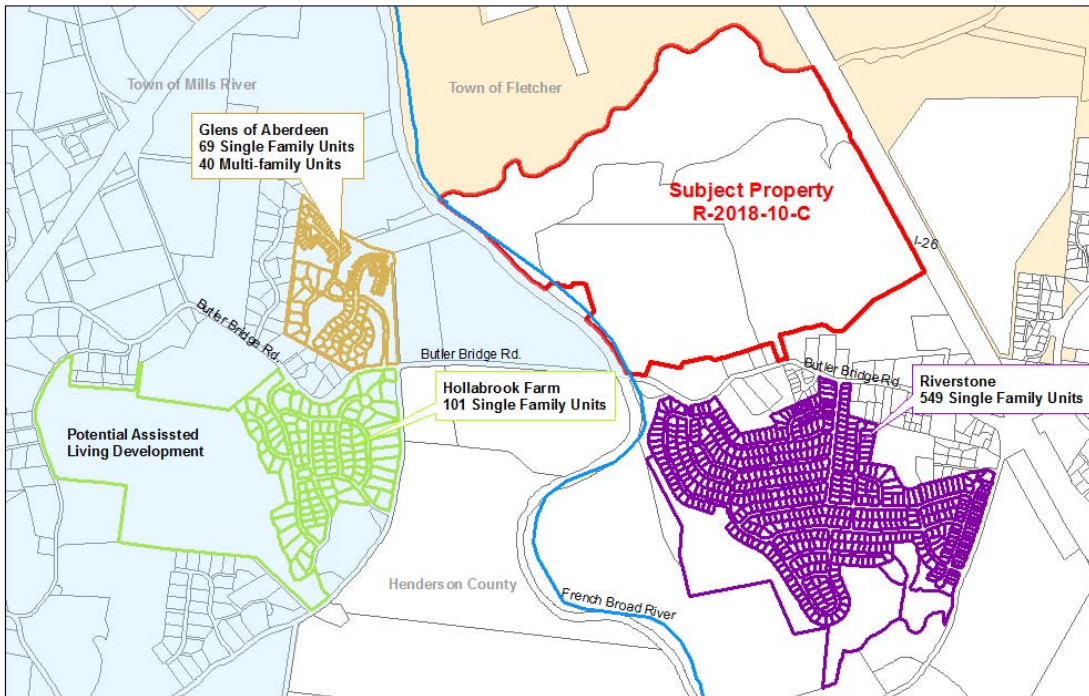 Town of Mills River
Town of Fletcher
Glens of Aberdeen
69 Single Family Units
40 Multi-family Units
Subject Property
R-2018-10-C
I-26
Butler Bridge Rd.
Butler Bridge Rd.
Butler Bridge Rd.
Hollabrook Farm
101 Single Family Units
Riverstone
549 Single Family Units
Potential Assissted
Living Development
Henderson County
French Broad River